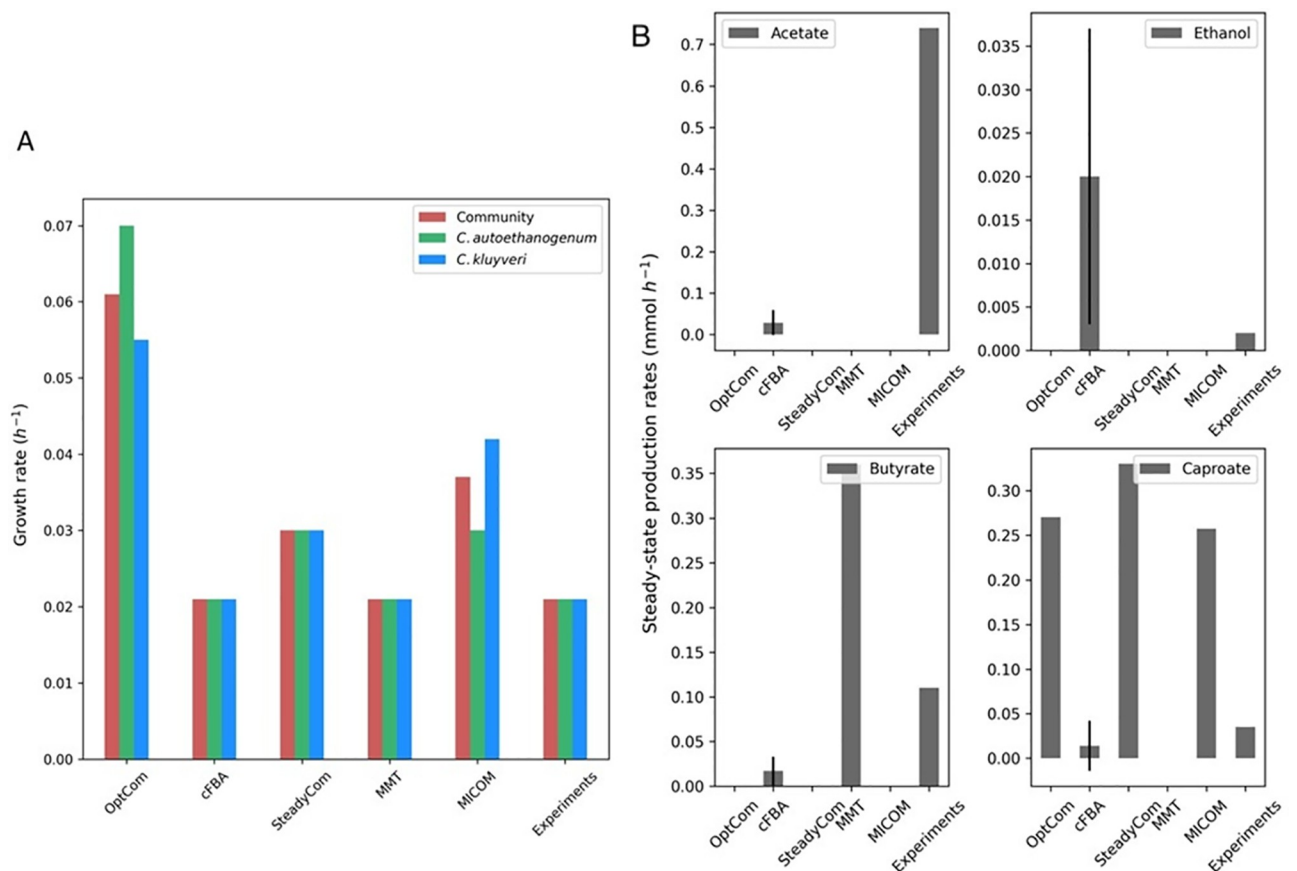 A
Growth rate (h⁻¹)
0.07
0.06
0.05
0.04
0.03
0.02
0.01
0.00
Community
C. autoethanogenum
C. kluyveri
OptCom
cFBA
SteadyCom
MMT
MICOM
Experiments
B
Steady-state production rates (mmol h⁻¹)
Acetate
0.7
0.6
0.5
0.4
0.3
0.2
0.1
0.0
OptCom
cFBA
SteadyCom
MMT
MICOM
Experiments
Ethanol
0.035
0.030
0.025
0.020
0.015
0.010
0.005
0.000
OptCom
cFBA
SteadyCom
MMT
MICOM
Experiments
Butyrate
0.35
0.30
0.25
0.20
0.15
0.10
0.05
0.00
OptCom
cFBA
SteadyCom
MMT
MICOM
Experiments
Caproate
0.30
0.25
0.20
0.15
0.10
0.05
0.00
OptCom
cFBA
SteadyCom
MMT
MICOM
Experiments